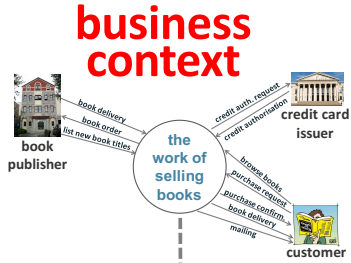 business
context
book delivery
book order
list new book titles
book
publisher
the
work of
selling
books
credit auth. request
credit authorisation
credit card
issuer
browse books
purchase request
purchase confirm.
book delivery
mailing
customer